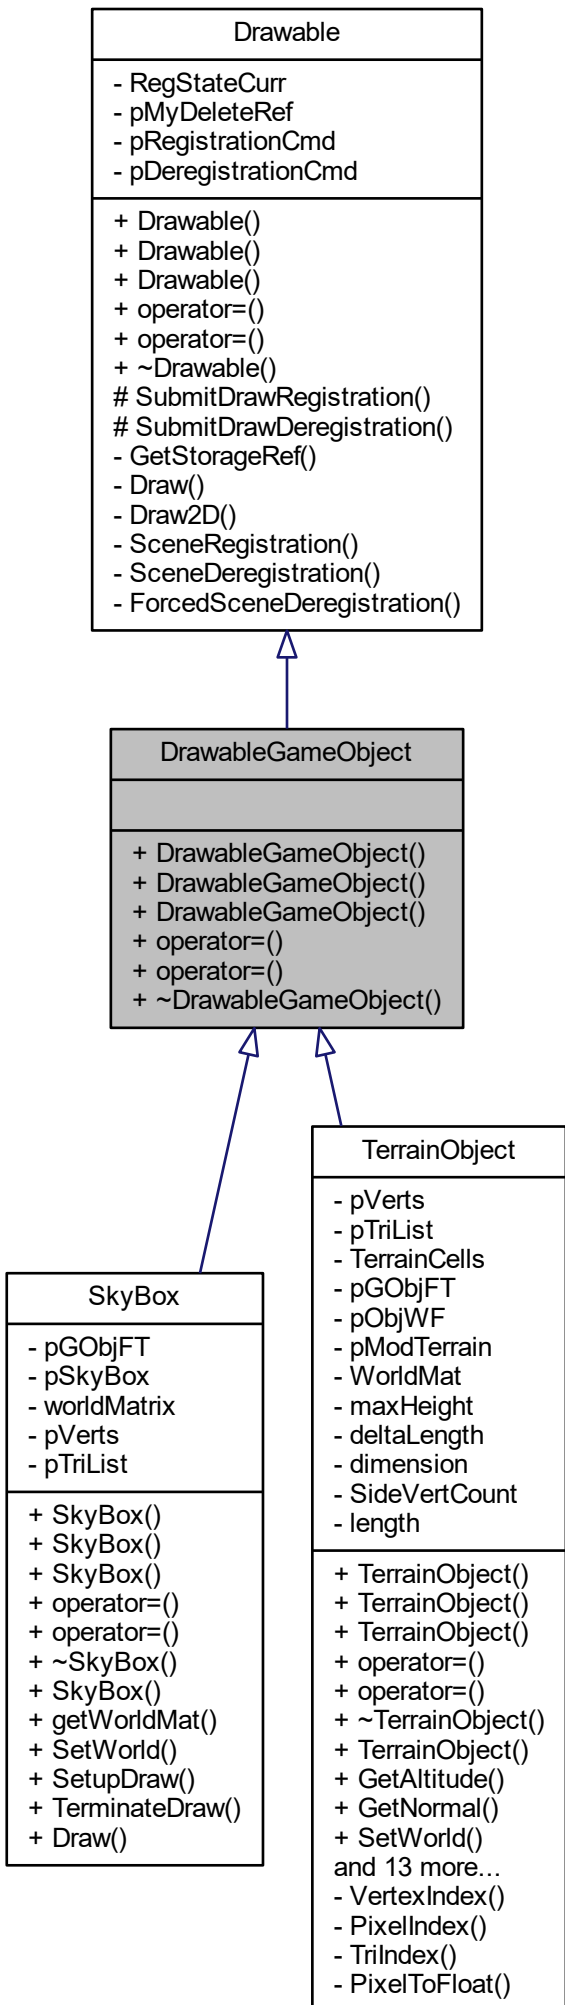 Drawable
- RegStateCurr
- pMyDeleteRef
- pRegistrationCmd
- pDeregistrationCmd
+ Drawable()
+ Drawable()
+ Drawable()
+ operator=()
+ operator=()
+ ~Drawable()
# SubmitDrawRegistration()
# SubmitDrawDeregistration()
- GetStorageRef()
- Draw()
- Draw2D()
- SceneRegistration()
- SceneDeregistration()
- ForcedSceneDeregistration()
DrawableGameObject
+ DrawableGameObject()
+ DrawableGameObject()
+ DrawableGameObject()
+ operator=()
+ operator=()
+ ~DrawableGameObject()
SkyBox
- pGObjFT
- pSkyBox
- worldMatrix
- pVerts
- pTriList
+ SkyBox()
+ SkyBox()
+ SkyBox()
+ operator=()
+ operator=()
+ ~SkyBox()
+ SkyBox()
+ getWorldMat()
+ SetWorld()
+ SetupDraw()
+ TerminateDraw()
+ Draw()
TerrainObject
- pVerts
- pTriList
- TerrainCells
- pGObjFT
- pObjWF
- pModTerrain
- WorldMat
- maxHeight
- deltaLength
- dimension
- SideVertCount
- length
+ TerrainObject()
+ TerrainObject()
+ TerrainObject()
+ operator=()
+ operator=()
+ ~TerrainObject()
+ TerrainObject()
+ GetAltitude()
+ GetNormal()
+ SetWorld()
and 13 more...
- VertexIndex()
- PixelIndex()
- TriIndex()
- PixelToFloat()